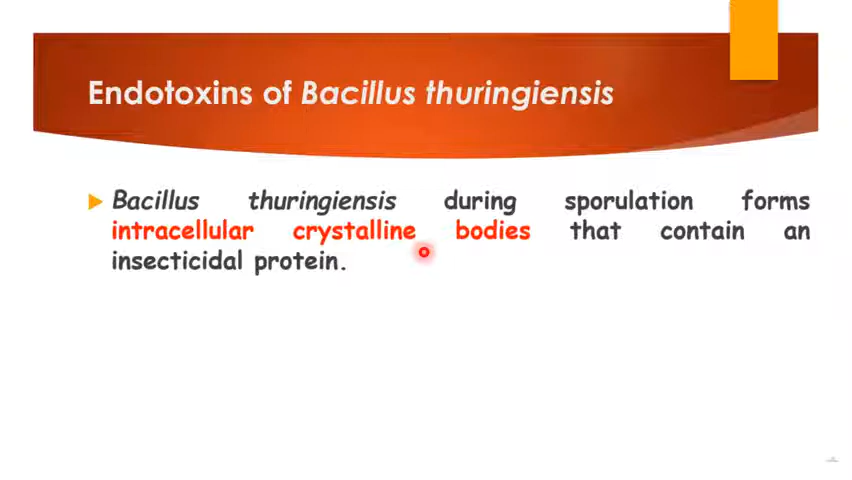 Endotoxins of Bacillus thuringiensis
Bacillus thuringiensis during sporulation forms
intracellular crystalline bodies that contain an
insecticidal protein.